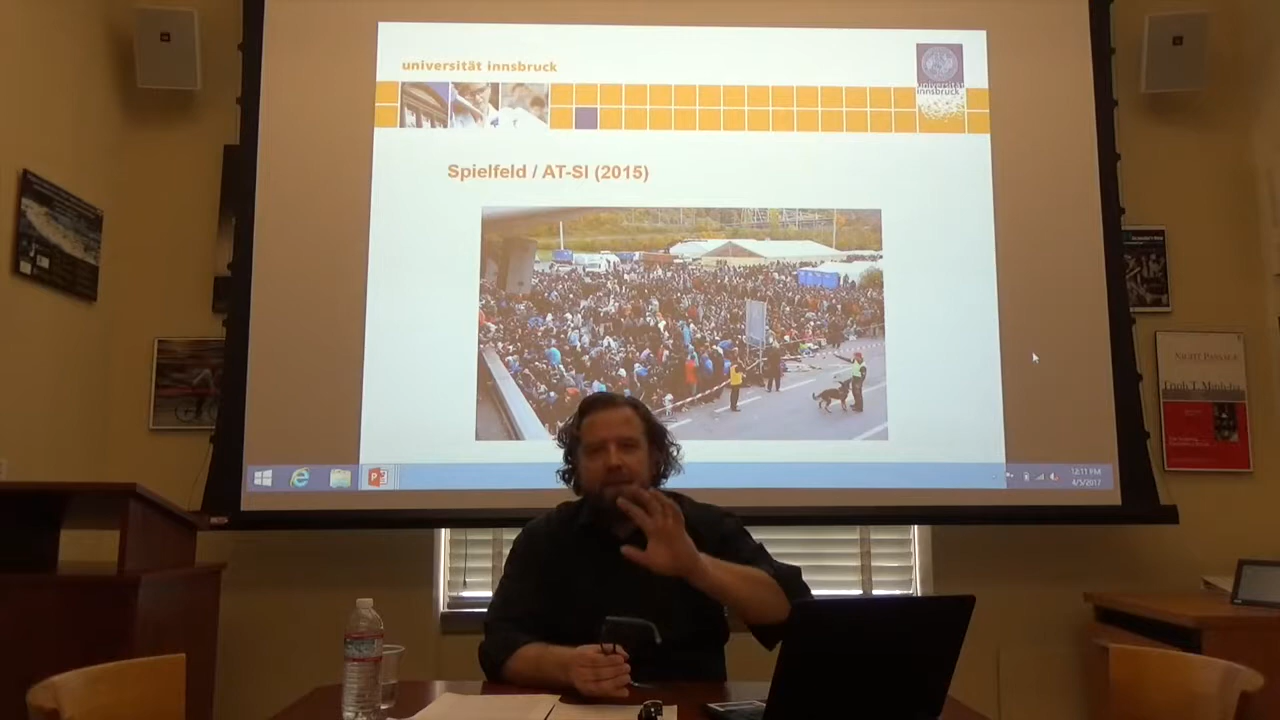 universität innsbruck
universität
innsbruck
Spielfeld / AT-SI (2015)
NIGHT PASSAGE
Trinh T. Minh-ha
12:11 PM
4/5/2017